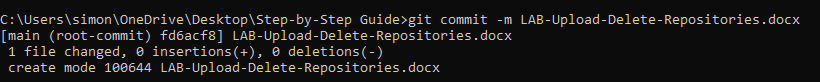 C:\Users\simon\OneDrive\Desktop\Step-by-Step Guide>git commit -m LAB-Upload-Delete-Repositories.docx
[main (root-commit) fd6acf8] LAB-Upload-Delete-Repositories.docx
 1 file changed, 0 insertions(+), 0 deletions(-)
 create mode 100644 LAB-Upload-Delete-Repositories.docx